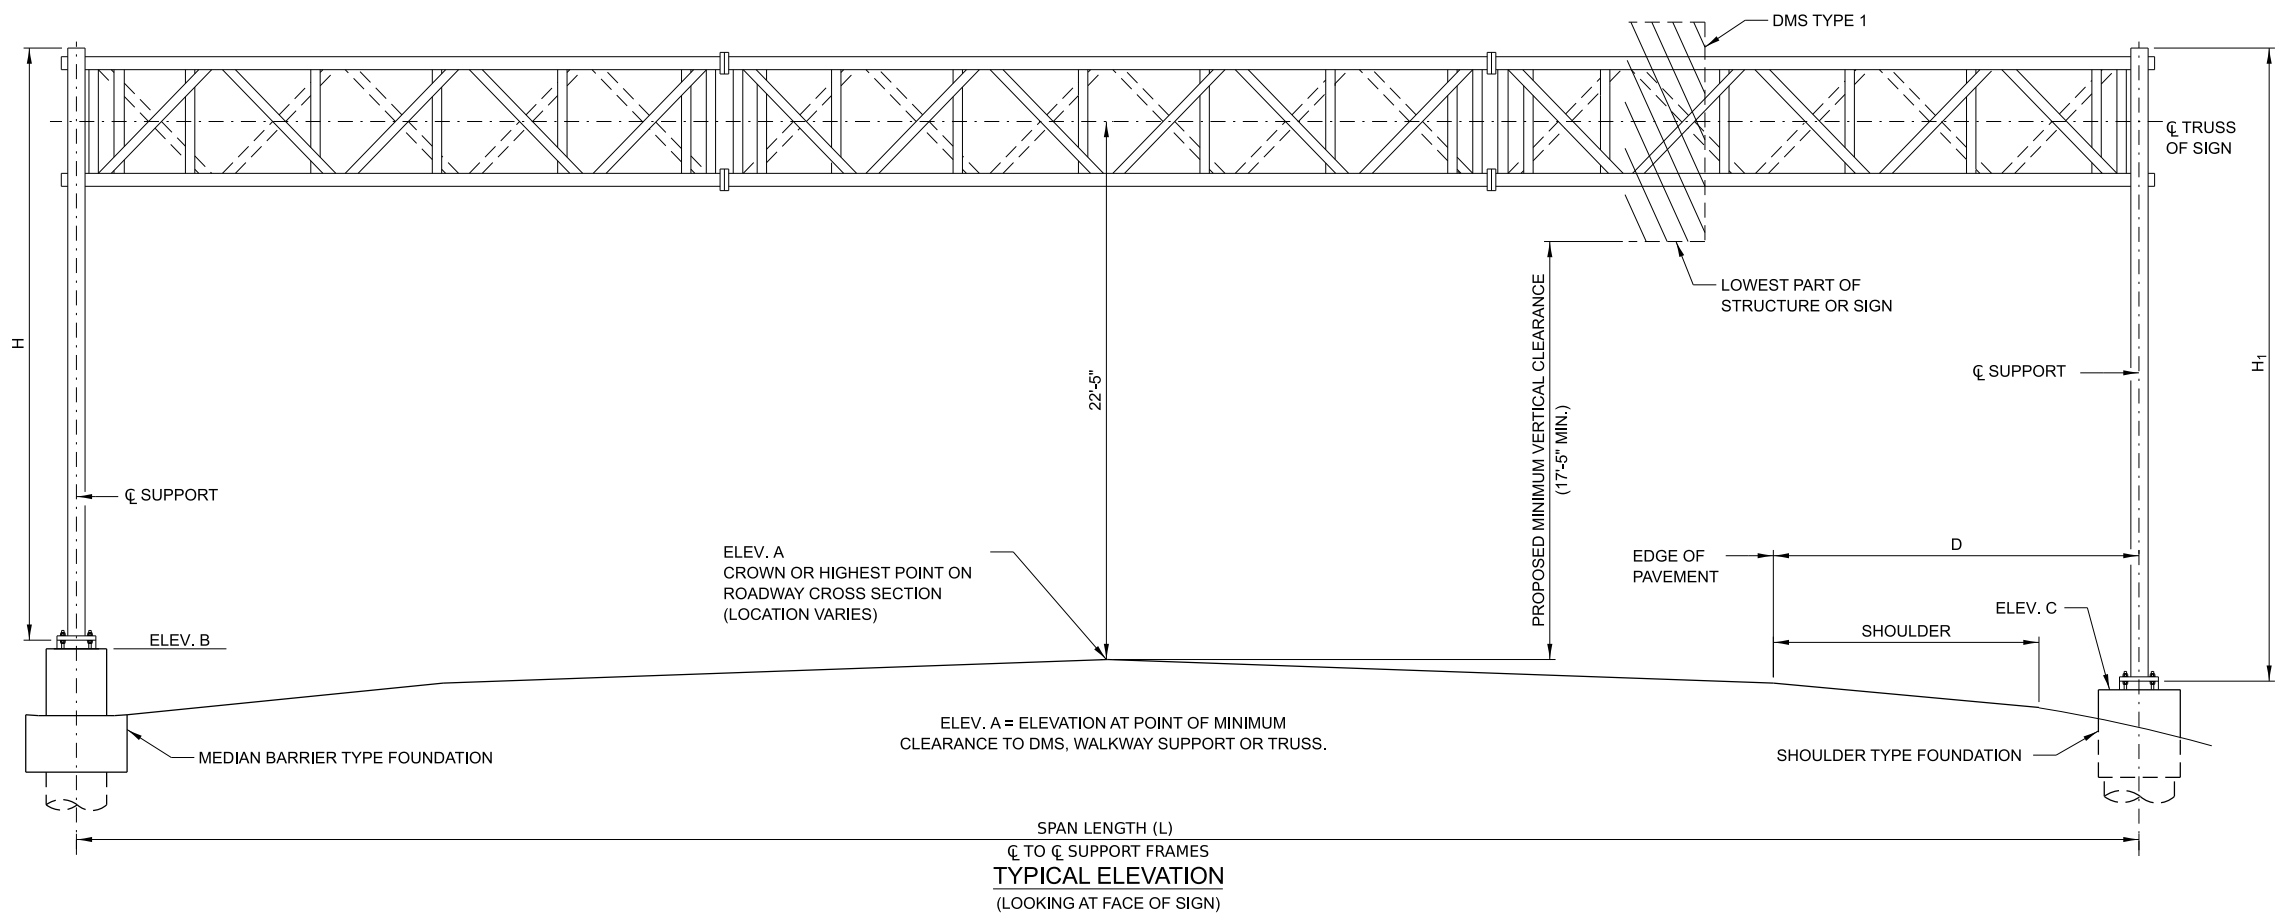 DMS TYPE 1
℄ TRUSS
OF SIGN
LOWEST PART OF
STRUCTURE OR SIGN
PROPOSED MINIMUM VERTICAL CLEARANCE
(17'-5" MIN.)
22'-5"
H
H1
℄ SUPPORT
℄ SUPPORT
ELEV. A
CROWN OR HIGHEST POINT ON
ROADWAY CROSS SECTION
(LOCATION VARIES)
EDGE OF
PAVEMENT
D
ELEV. C
SHOULDER
ELEV. B
MEDIAN BARRIER TYPE FOUNDATION
ELEV. A = ELEVATION AT POINT OF MINIMUM
CLEARANCE TO DMS, WALKWAY SUPPORT OR TRUSS.
SHOULDER TYPE FOUNDATION
SPAN LENGTH (L)
℄ TO ℄ SUPPORT FRAMES
TYPICAL ELEVATION
(LOOKING AT FACE OF SIGN)